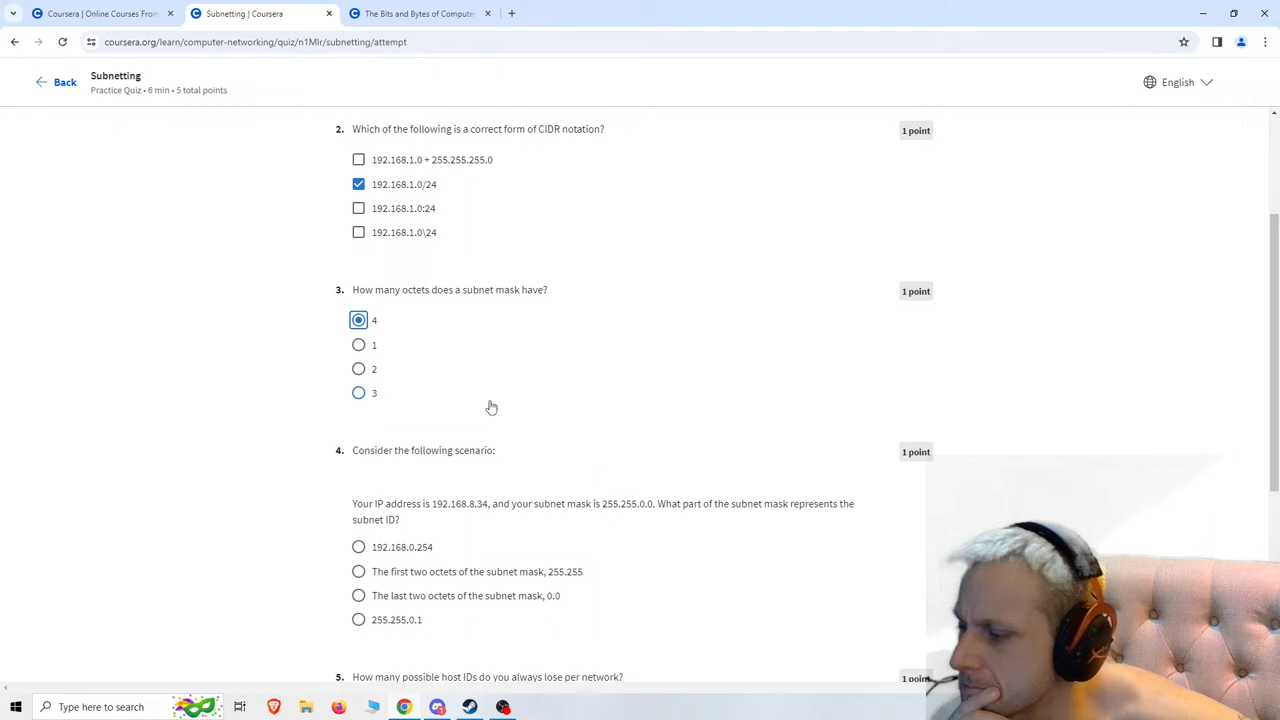 Coursera | Online Courses From
Subnetting | Coursera
The Bits and Bytes of Compute
coursera.org/learn/computer-networking/quiz/n1MIr/subnetting/attempt
Back
Subnetting
Practice Quiz • 6 min • 5 total points
English
2. Which of the following is a correct form of CIDR notation?
1 point
192.168.1.0 + 255.255.255.0
192.168.1.0/24
192.168.1.0:24
192.168.1.0\24
3. How many octets does a subnet mask have?
1 point
4
1
2
3
4. Consider the following scenario:
1 point
Your IP address is 192.168.8.34, and your subnet mask is 255.255.0.0. What part of the subnet mask represents the
subnet ID?
192.168.0.254
The first two octets of the subnet mask, 255.255
The last two octets of the subnet mask, 0.0
255.255.0.1
5. How many possible host IDs do you always lose per network?
1 point
Type here to search